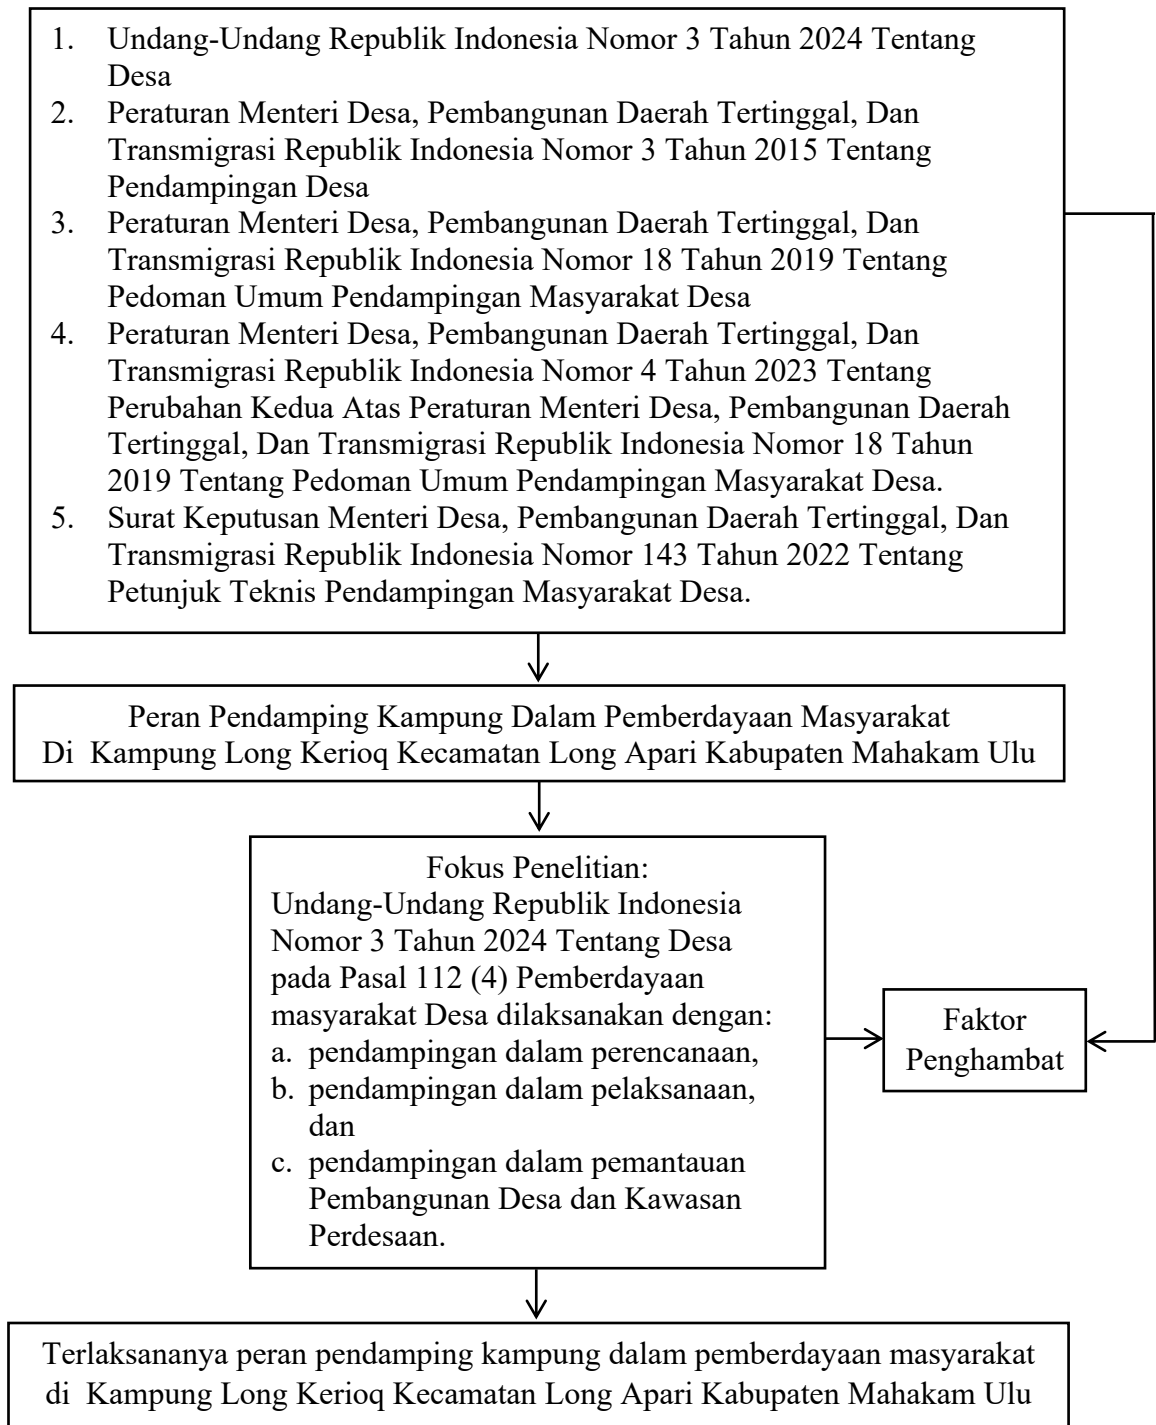 1. Undang-Undang Republik Indonesia Nomor 3 Tahun 2024 Tentang
Desa
2. Peraturan Menteri Desa, Pembangunan Daerah Tertinggal, Dan
Transmigrasi Republik Indonesia Nomor 3 Tahun 2015 Tentang
Pendampingan Desa
3. Peraturan Menteri Desa, Pembangunan Daerah Tertinggal, Dan
Transmigrasi Republik Indonesia Nomor 18 Tahun 2019 Tentang
Pedoman Umum Pendampingan Masyarakat Desa
4. Peraturan Menteri Desa, Pembangunan Daerah Tertinggal, Dan
Transmigrasi Republik Indonesia Nomor 4 Tahun 2023 Tentang
Perubahan Kedua Atas Peraturan Menteri Desa, Pembangunan Daerah
Tertinggal, Dan Transmigrasi Republik Indonesia Nomor 18 Tahun
2019 Tentang Pedoman Umum Pendampingan Masyarakat Desa.
5. Surat Keputusan Menteri Desa, Pembangunan Daerah Tertinggal, Dan
Transmigrasi Republik Indonesia Nomor 143 Tahun 2022 Tentang
Petunjuk Teknis Pendampingan Masyarakat Desa.
Peran Pendamping Kampung Dalam Pemberdayaan Masyarakat
Di Kampung Long Kerioq Kecamatan Long Apari Kabupaten Mahakam Ulu
Fokus Penelitian:
Undang-Undang Republik Indonesia
Nomor 3 Tahun 2024 Tentang Desa
pada Pasal 112 (4) Pemberdayaan
masyarakat Desa dilaksanakan dengan:
a. pendampingan dalam perencanaan,
b. pendampingan dalam pelaksanaan,
dan
c. pendampingan dalam pemantauan
Pembangunan Desa dan Kawasan
Perdesaan.
Faktor
Penghambat
Terlaksananya peran pendamping kampung dalam pemberdayaan masyarakat
di Kampung Long Kerioq Kecamatan Long Apari Kabupaten Mahakam Ulu